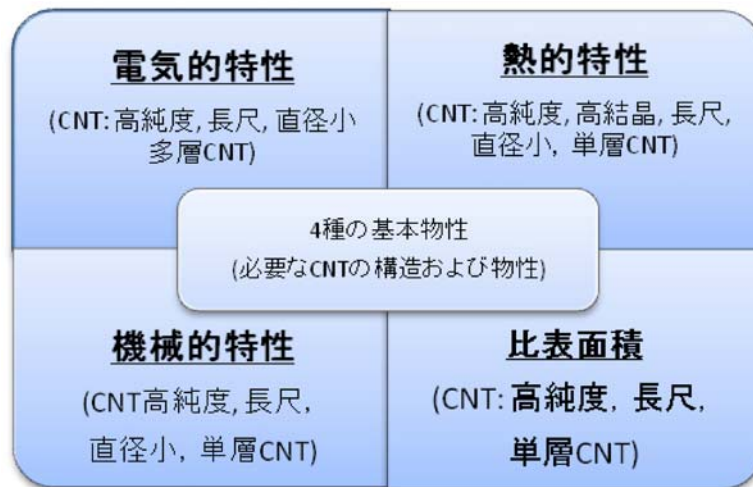 電気的特性
(CNT: 高純度, 長尺, 直径小
多層CNT)
熱的特性
(CNT: 高純度, 高結晶, 長尺,
直径小, 単層CNT)
4種の基本物性
(必要なCNTの構造および物性)
機械的特性
(CNT高純度, 長尺,
直径小, 単層CNT)
比表面積
(CNT: 高純度, 長尺,
単層CNT)